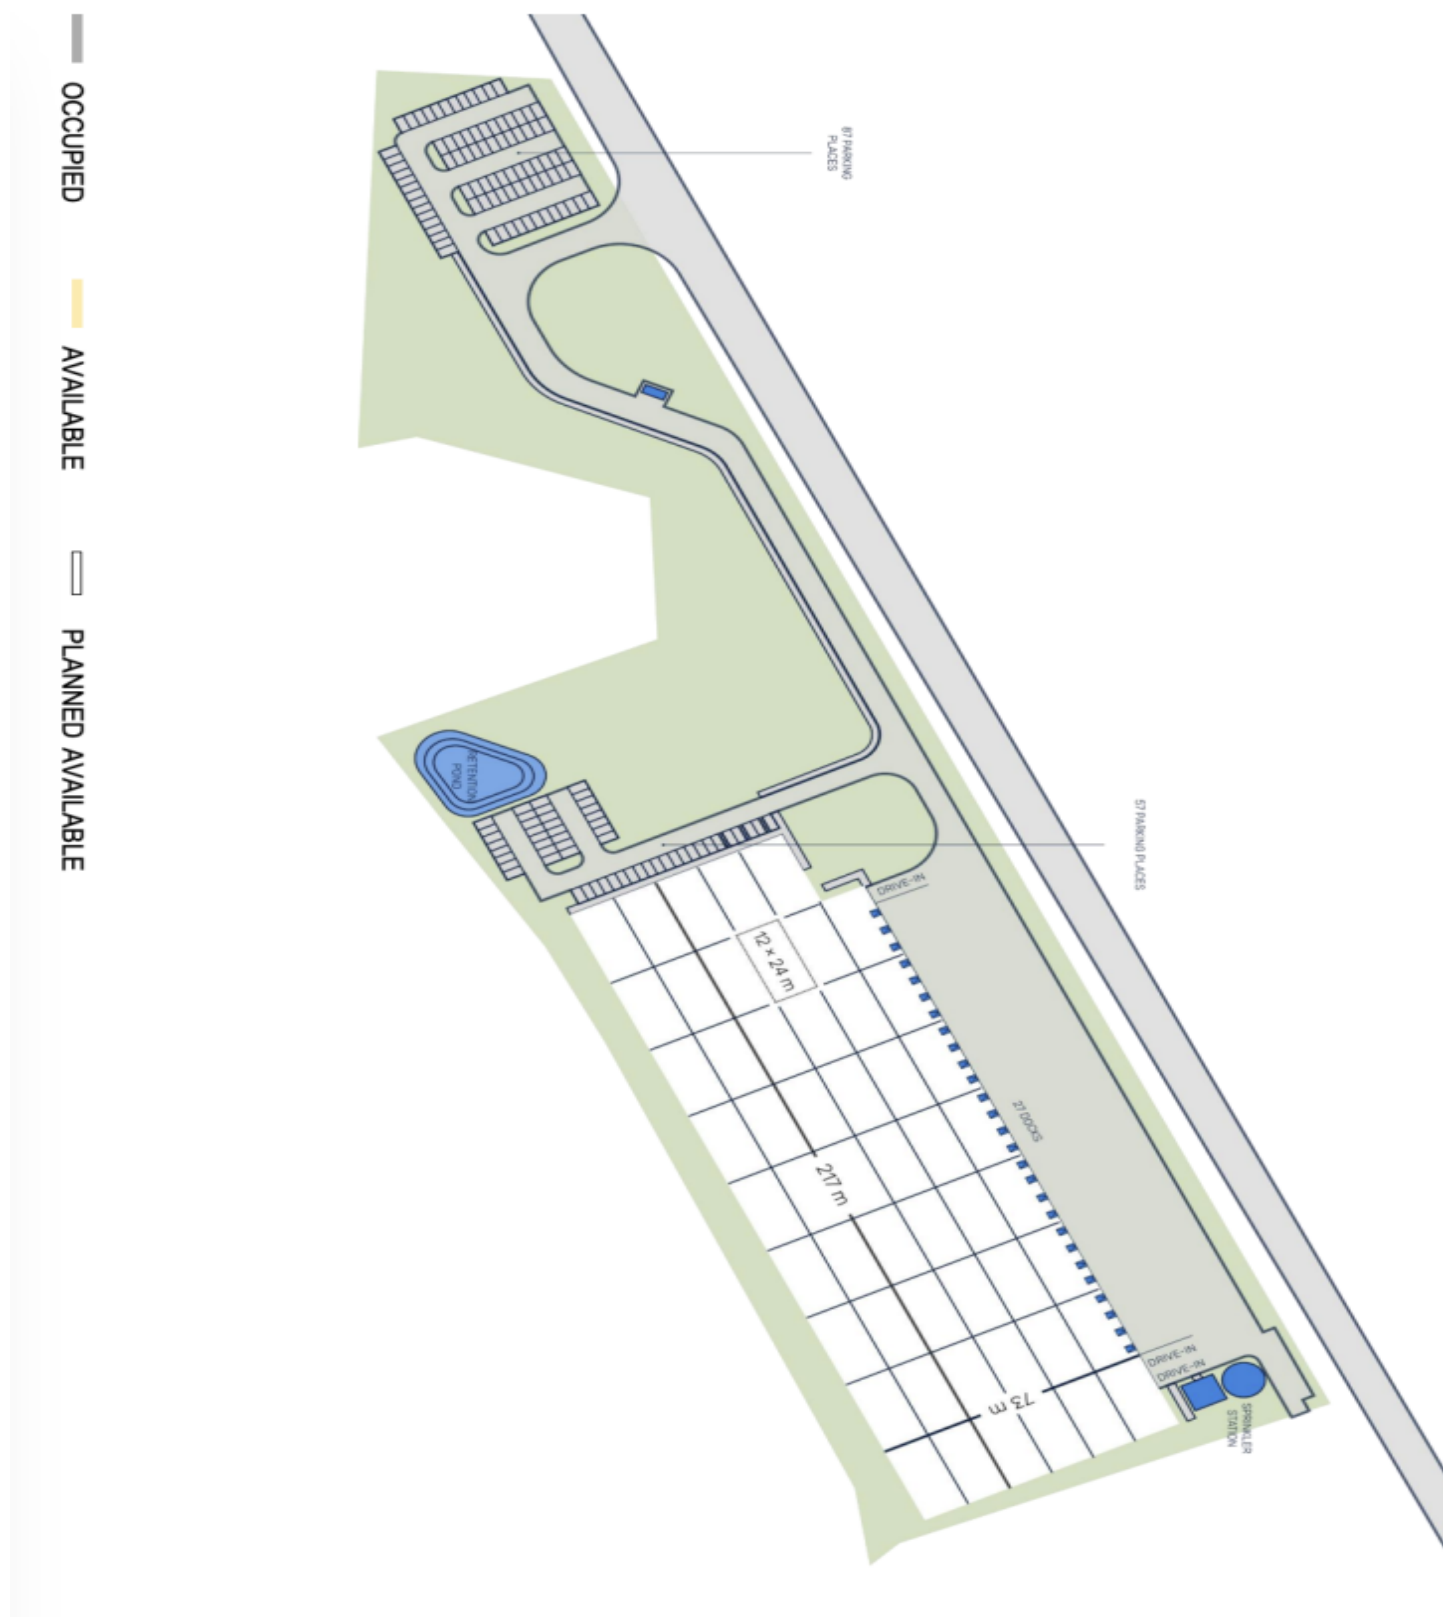 OCCUPIED
AVAILABLE
PLANNED AVAILABLE
87 PARKING
PLACES
57 PARKING PLACES
RETENTION
POND
DRIVE-IN
12 × 24 m
27 DOCKS
217 m
73 m
DRIVE-IN
DRIVE-IN
SPRINKLER
STATION